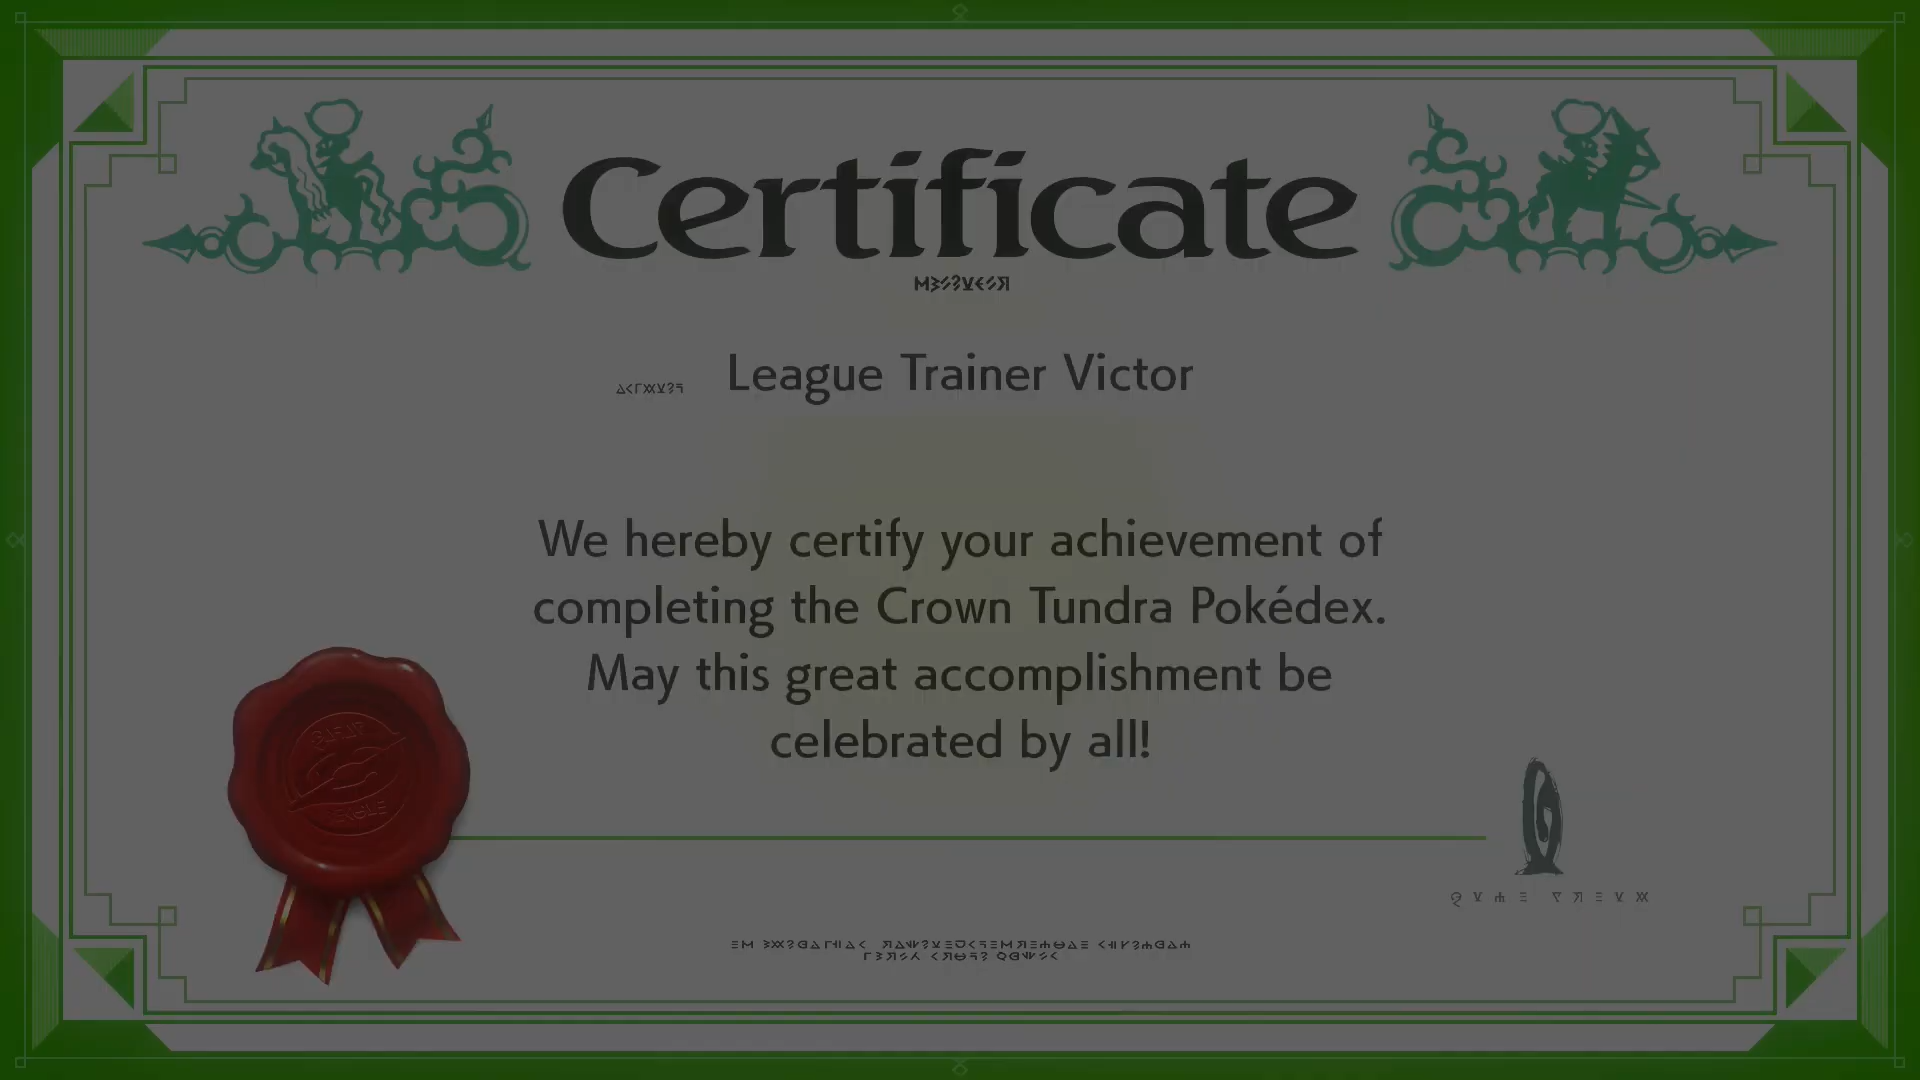 Certificate
League Trainer Victor
We hereby certify your achievement of
completing the Crown Tundra Pokédex.
May this great accomplishment be
celebrated by all!